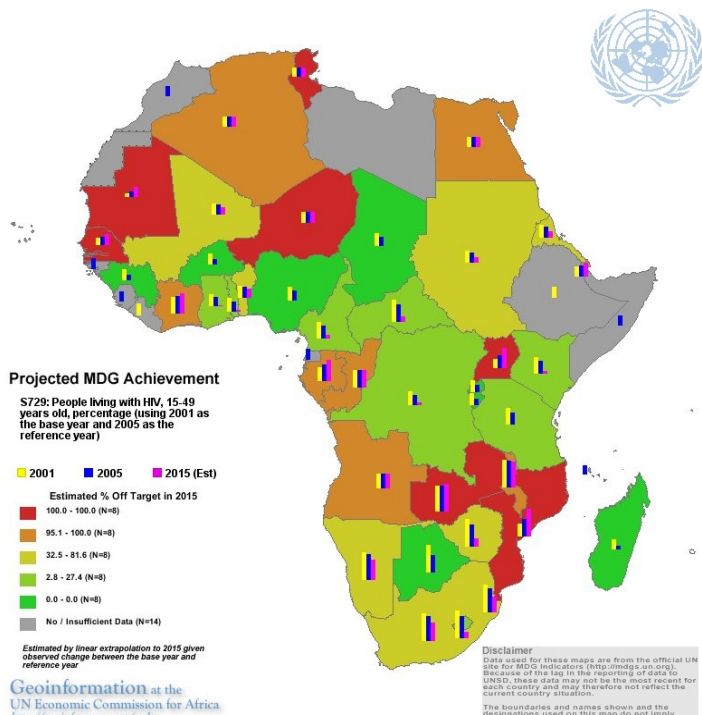 Projected MDG Achievement
S729: People living with HIV, 15-49
years old, percentage (using 2001 as
the base year and 2005 as the
reference year)
2001 2005 2015 (Est)
Estimated % Off Target in 2015
100.0 - 100.0 (N=8)
95.1 - 100.0 (N=8)
32.5 - 81.6 (N=8)
2.8 - 27.4 (N=8)
0.0 - 0.0 (N=8)
No / Insufficient Data (N=14)
Estimated by linear extrapolation to 2015 given
observed change between the base year and
reference year
Geoinformation at the
UN Economic Commission for Africa
Disclaimer
Data used for these maps are from the official UN
site for MDG Indicators (http://mdgs.un.org).
Because of the lag in the reporting of data to
UNSD, these data may not be the most recent for
each country and may therefore not reflect the
current country situation.
The boundaries and names shown and the
designations used on this map do not imply